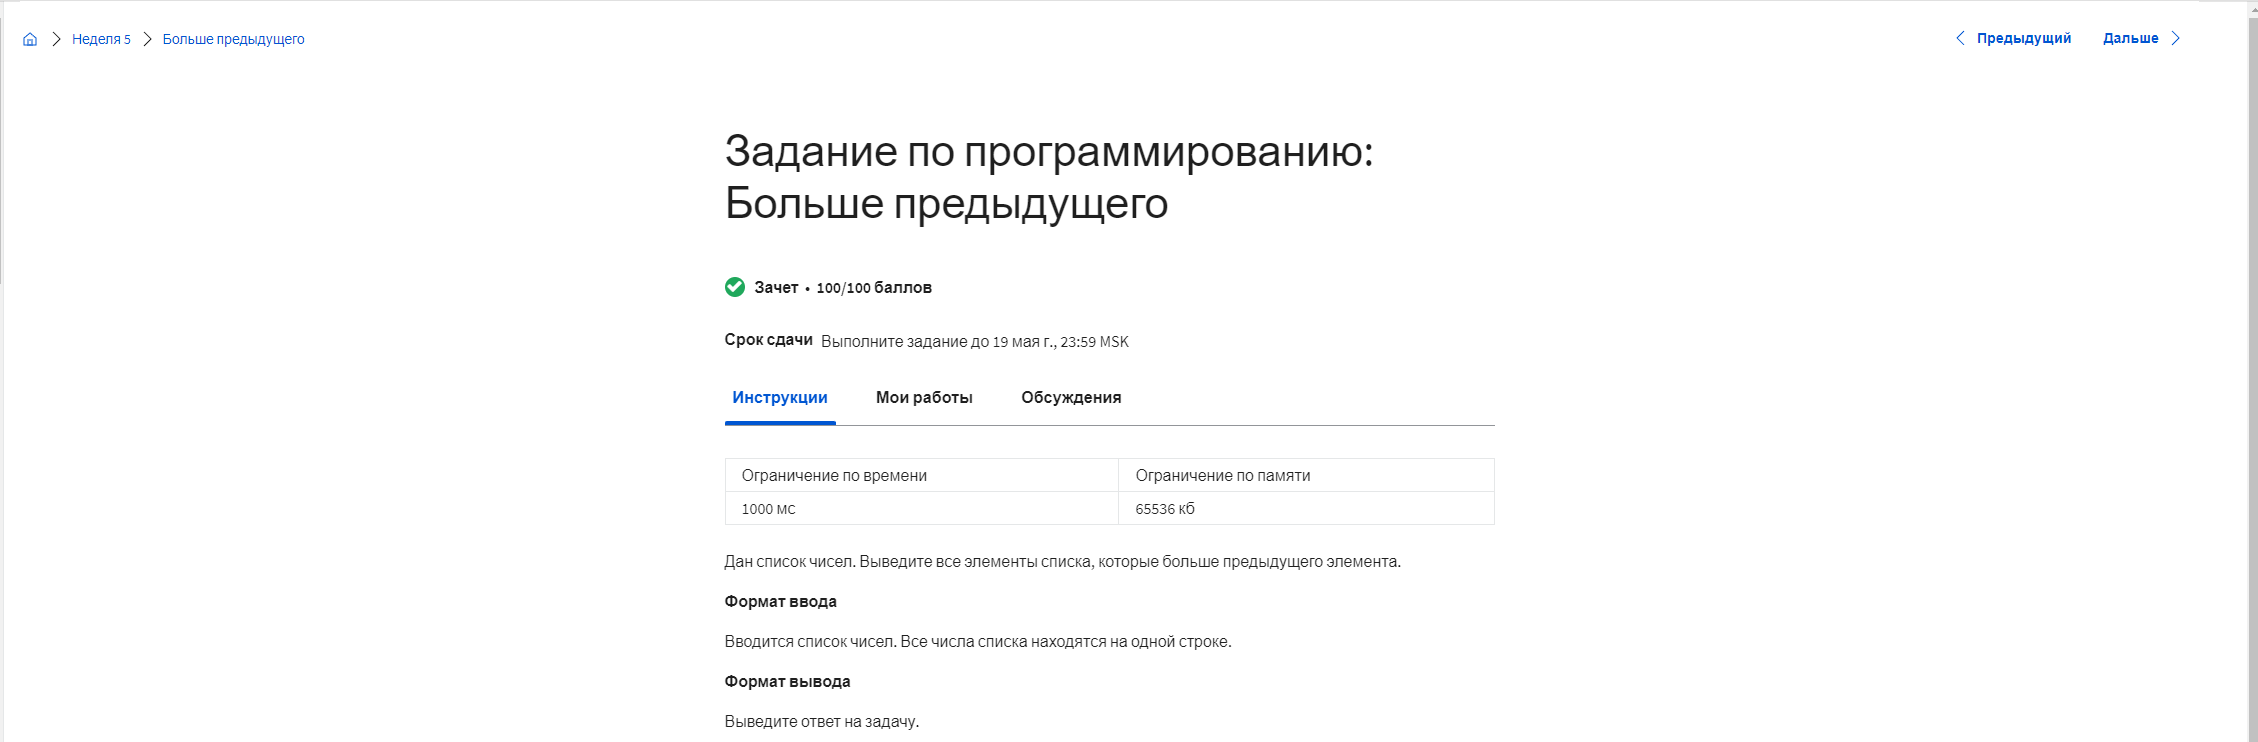 Неделя 5 Больше предыдущего
Предыдущий Дальше
Задание по программированию:
Больше предыдущего
Зачет • 100/100 баллов
Срок сдачи Выполните задание до 19 мая г., 23:59 MSK
Инструкции Мои работы Обсуждения
Ограничение по времени Ограничение по памяти
1000 мс 65536 кб
Дан список чисел. Выведите все элементы списка, которые больше предыдущего элемента.
Формат ввода
Вводится список чисел. Все числа списка находятся на одной строке.
Формат вывода
Выведите ответ на задачу.